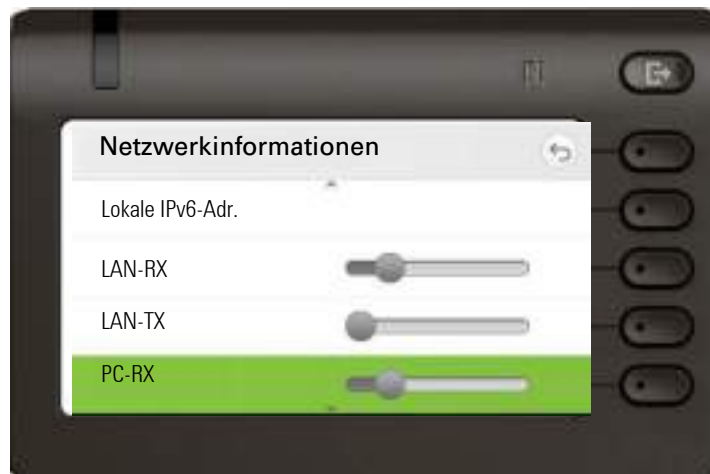 Netzwerkinformationen
Lokale IPv6-Adr.
LAN-RX
LAN-TX
PC-RX